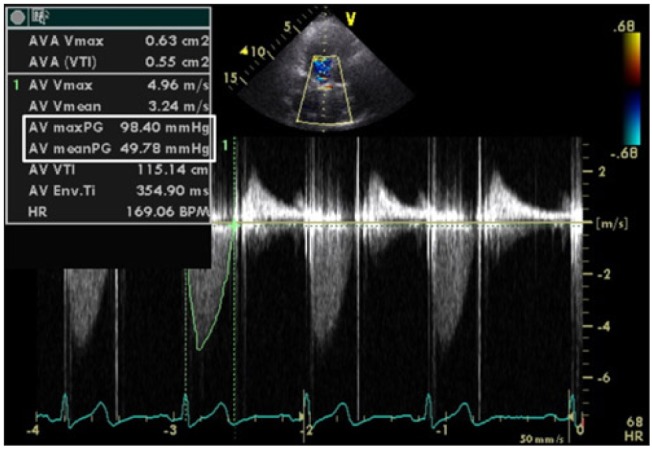 AVA Vmax 0.63 cm2
AVA (VTI) 0.55 cm2
1 AV Vmax 4.96 m/s
AV Vmean 3.24 m/s
AV maxPG 98.40 mmHg
AV meanPG 49.78 mmHg
AV VTI 115.14 cm
AV Env.Ti 354.90 ms
HR 169.06 BPM
V
5
10
15
.68
-.68
1
2
[m/s]
-2
-4
-6
-4
-3
-2
-1
0
50 mm/s
68
HR